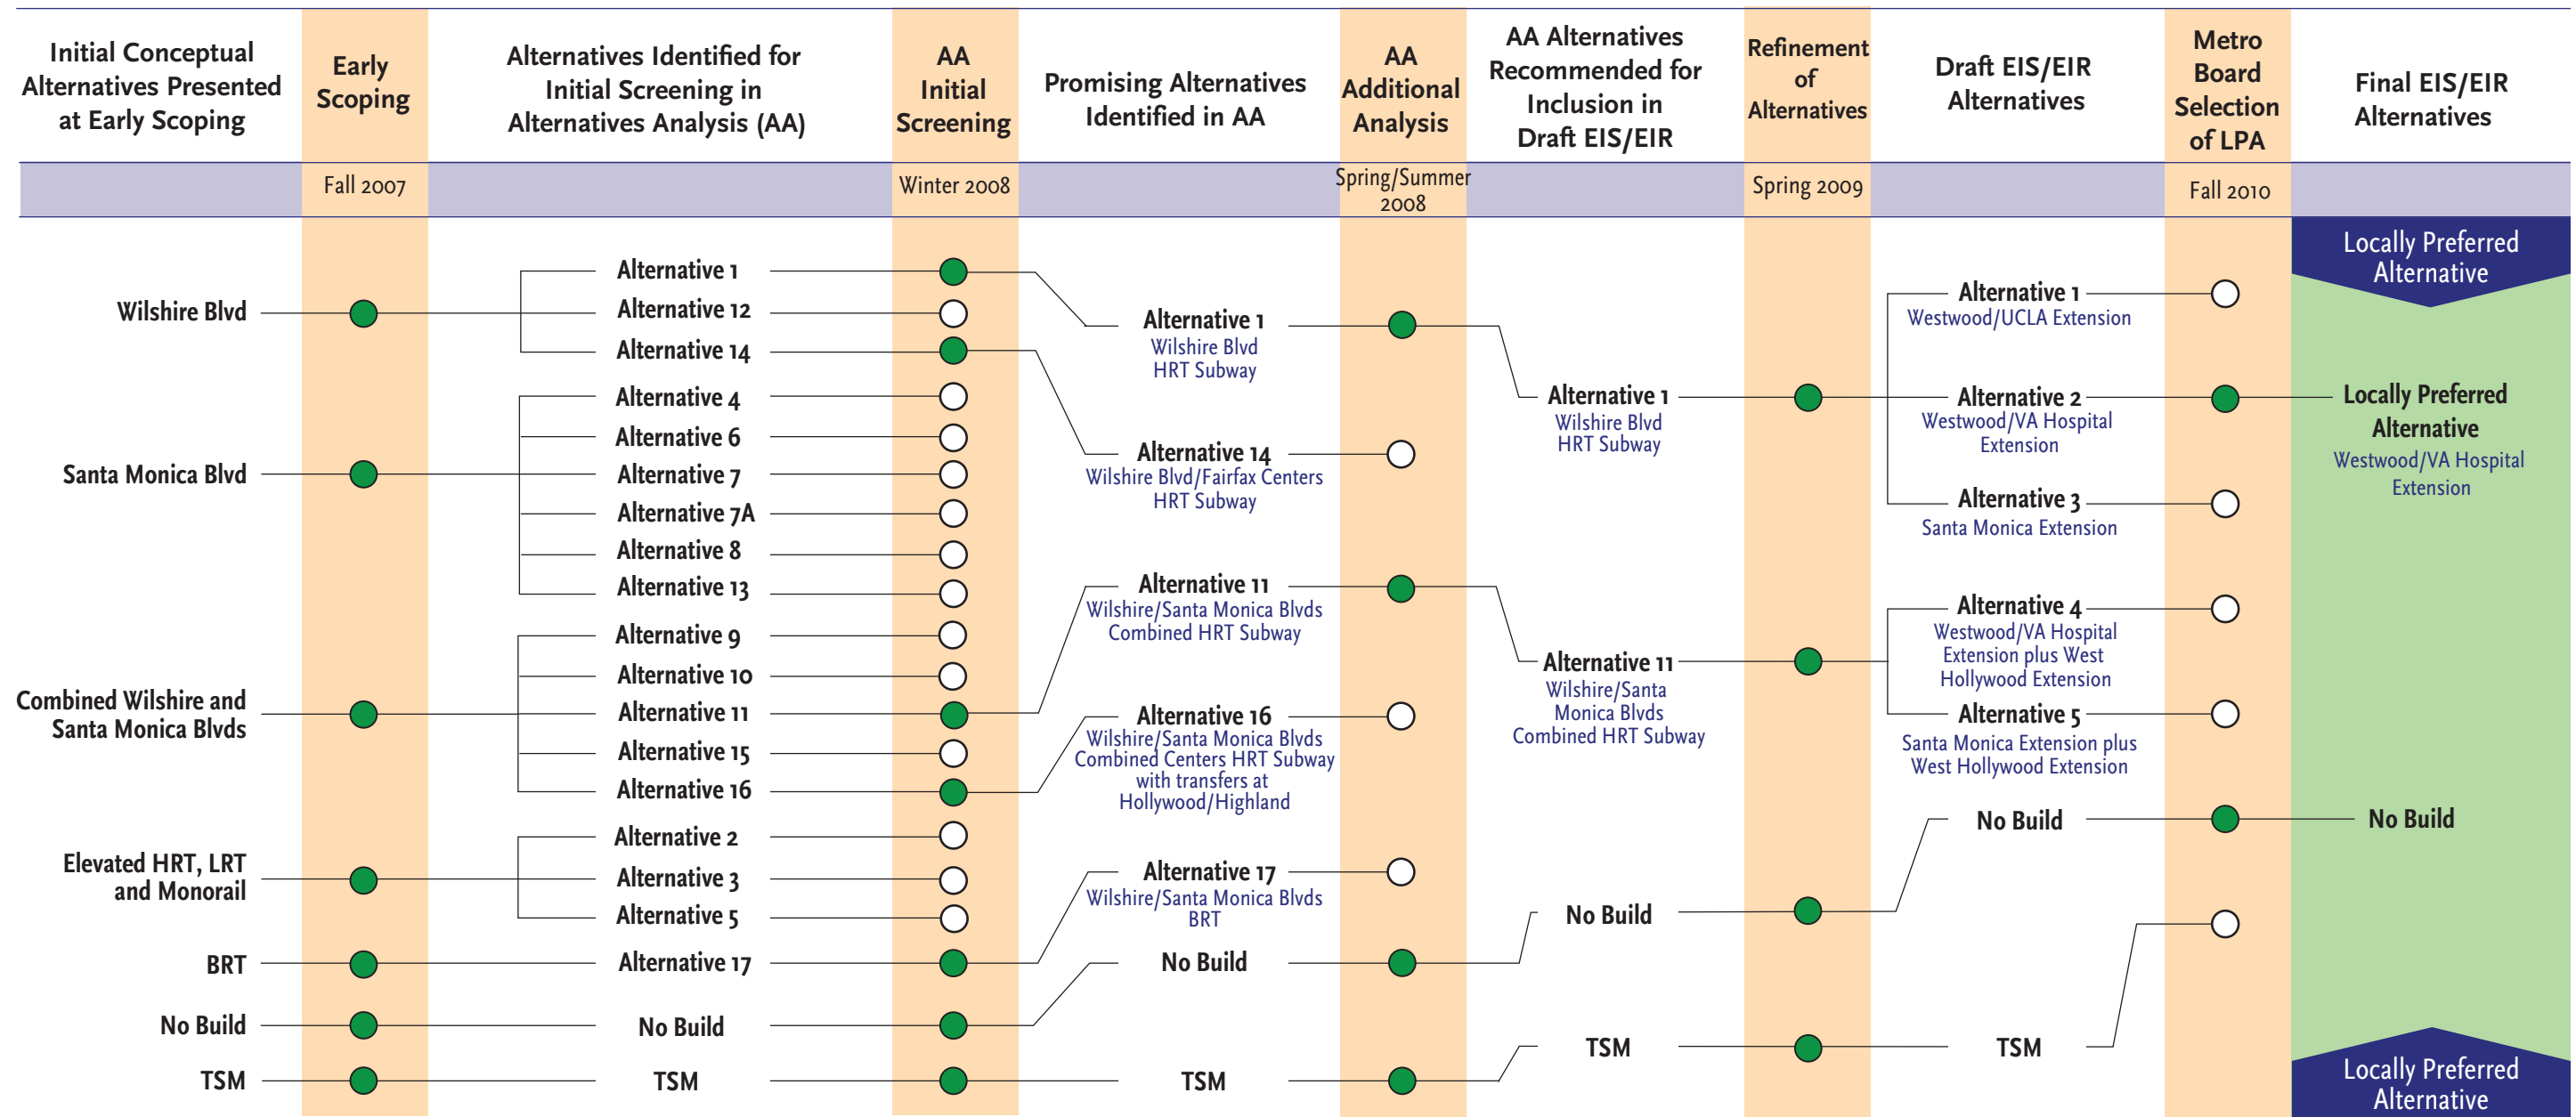 Initial Conceptual
Alternatives Presented
at Early Scoping
Early
Scoping
Alternatives Identified for
Initial Screening in
Alternatives Analysis (AA)
AA
Initial
Screening
Promising Alternatives
Identified in AA
AA
Additional
Analysis
AA Alternatives
Recommended for
Inclusion in
Draft EIS/EIR
Refinement
of
Alternatives
Draft EIS/EIR
Alternatives
Metro
Board
Selection
of LPA
Final EIS/EIR
Alternatives
Fall 2007
Winter 2008
Spring/Summer
2008
Spring 2009
Fall 2010
Wilshire Blvd
Santa Monica Blvd
Combined Wilshire and
Santa Monica Blvds
Elevated HRT, LRT
and Monorail
BRT
No Build
TSM
Alternative 1
Alternative 12
Alternative 14
Alternative 4
Alternative 6
Alternative 7
Alternative 7A
Alternative 8
Alternative 13
Alternative 9
Alternative 10
Alternative 11
Alternative 15
Alternative 16
Alternative 2
Alternative 3
Alternative 5
Alternative 17
No Build
TSM
Alternative 1
Wilshire Blvd
HRT Subway
Alternative 14
Wilshire Blvd/Fairfax Centers
HRT Subway
Alternative 11
Wilshire/Santa Monica Blvds
Combined HRT Subway
Alternative 16
Wilshire/Santa Monica Blvds
Combined Centers HRT Subway
with transfers at
Hollywood/Highland
Alternative 17
Wilshire/Santa Monica Blvds
BRT
No Build
TSM
Alternative 1
Wilshire Blvd
HRT Subway
Alternative 11
Wilshire/Santa
Monica Blvds
Combined HRT Subway
No Build
TSM
Alternative 1
Westwood/UCLA Extension
Alternative 2
Westwood/VA Hospital
Extension
Alternative 3
Santa Monica Extension
Alternative 4
Westwood/VA Hospital
Extension plus West
Hollywood Extension
Alternative 5
Santa Monica Extension plus
West Hollywood Extension
No Build
TSM
Locally Preferred
Alternative
Locally Preferred
Alternative
Westwood/VA Hospital
Extension
No Build
Locally Preferred
Alternative